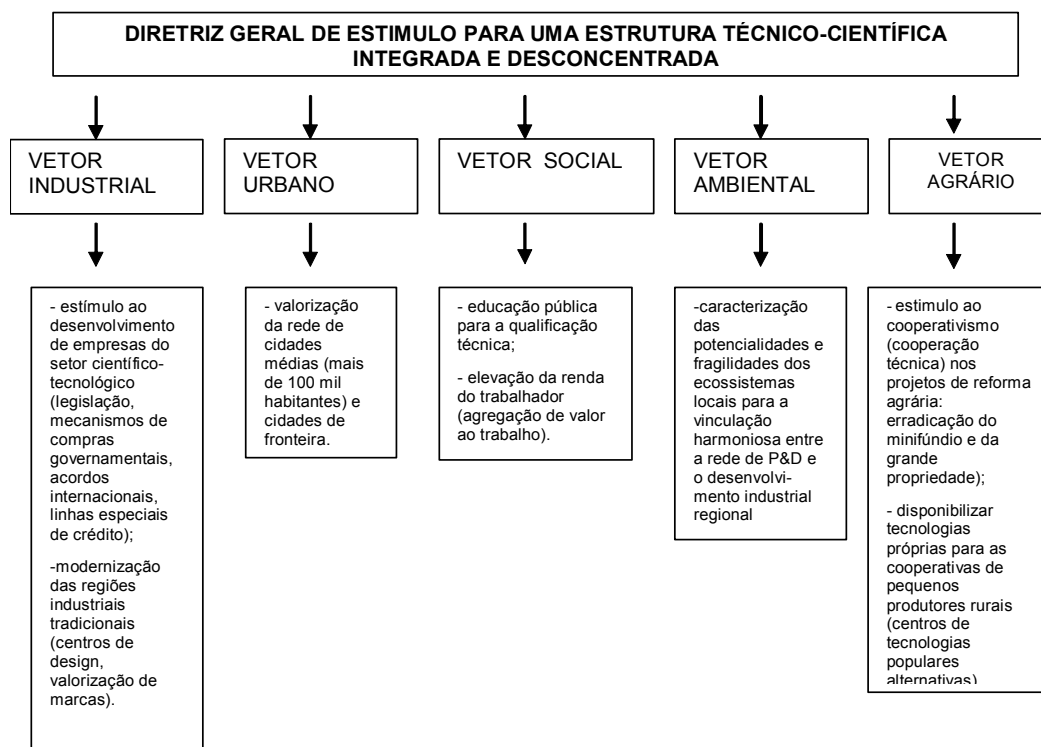 DIRETRIZ GERAL DE ESTIMULO PARA UMA ESTRUTURA TÉCNICO-CIENTÍFICA
INTEGRADA E DESCONCENTRADA
VETOR
INDUSTRIAL
VETOR
URBANO
VETOR SOCIAL
VETOR
AMBIENTAL
VETOR
AGRÁRIO
- estímulo ao
desenvolvimento
de empresas do
setor científico-
tecnológico
(legislação,
mecanismos de
compras
governamentais,
acordos
internacionais,
linhas especiais
de crédito);
-modernização
das regiões
industriais
tradicionais
(centros de
design,
valorização de
marcas).
- valorização
da rede de
cidades
médias (mais
de 100 mil
habitantes) e
cidades de
fronteira.
- educação pública
para a qualificação
técnica;
- elevação da renda
do trabalhador
(agregação de valor
ao trabalho).
-caracterização
das
potencialidades e
fragilidades dos
ecossistemas
locais para a
vinculação
harmoniosa entre
a rede de P&D e
o desenvolvi-
mento industrial
regional
- estimulo ao
cooperativismo
(cooperação
técnica) nos
projetos de reforma
agrária:
erradicação do
minifúndio e da
grande
propriedade;
- disponibilizar
tecnologias
próprias para as
cooperativas de
pequenos
produtores rurais
(centros de
tecnologias
populares
alternativas)